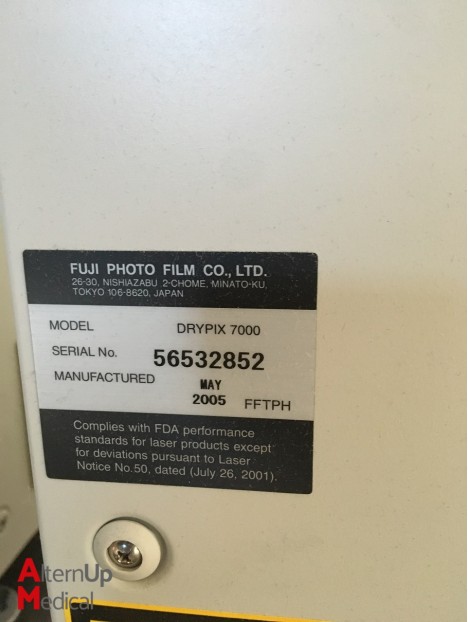 FUJI PHOTO FILM CO., LTD.
26-30, NISHIAZABU 2-CHOME, MINATO-KU,
TOKYO 106-8620, JAPAN
MODEL DRYPIX 7000
SERIAL No. 56532852
MANUFACTURED MAY
2005 FFTPH
Complies with FDA performance
standards for laser products except
for deviations pursuant to Laser
Notice No.50, dated (July 26, 2001).
AlternUp
Medical